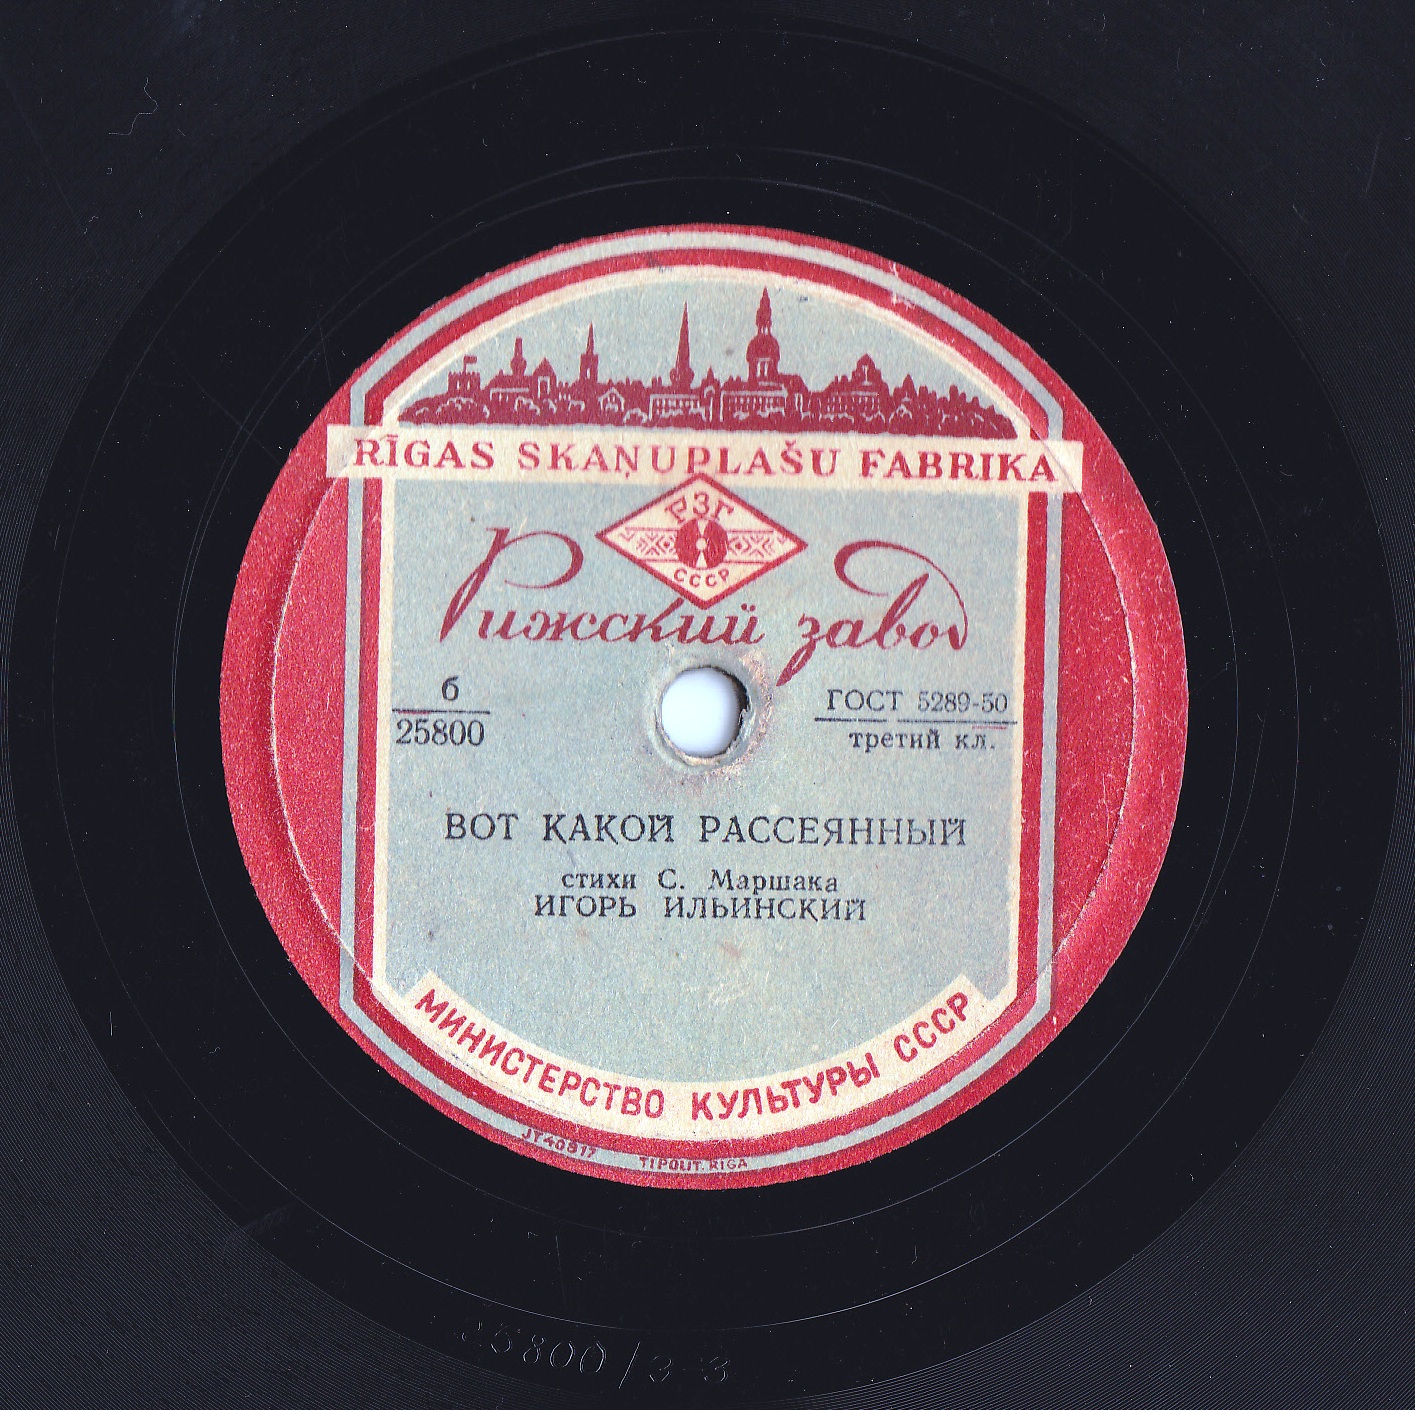 RĪGAS SKAŅUPLAŠU FABRIKA
РЗГ
СССР
Рижский завод
6
25800
ГОСТ 5289-50
третий кл.
ВОТ КАКОЙ РАССЕЯННЫЙ
стихи С. Маршака
ИГОРЬ ИЛЬИНСКИЙ
МИНИСТЕРСТВО КУЛЬТУРЫ СССР
TIPOLIT. RIGA
25800/3-3